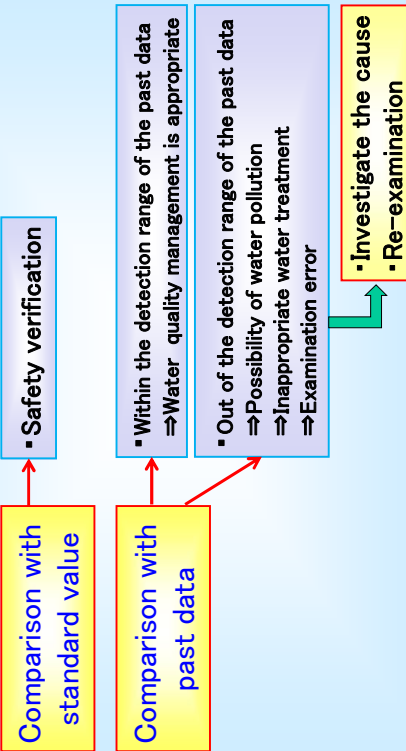 Comparison with
standard value
▪Safety verification
Comparison with
past data
▪Within the detection range of the past data
⇒Water quality management is appropriate
▪Out of the detection range of the past data
⇒Possibility of water pollution
⇒Inappropriate water treatment
⇒Examination error
▪Investigate the cause
▪Re-examination